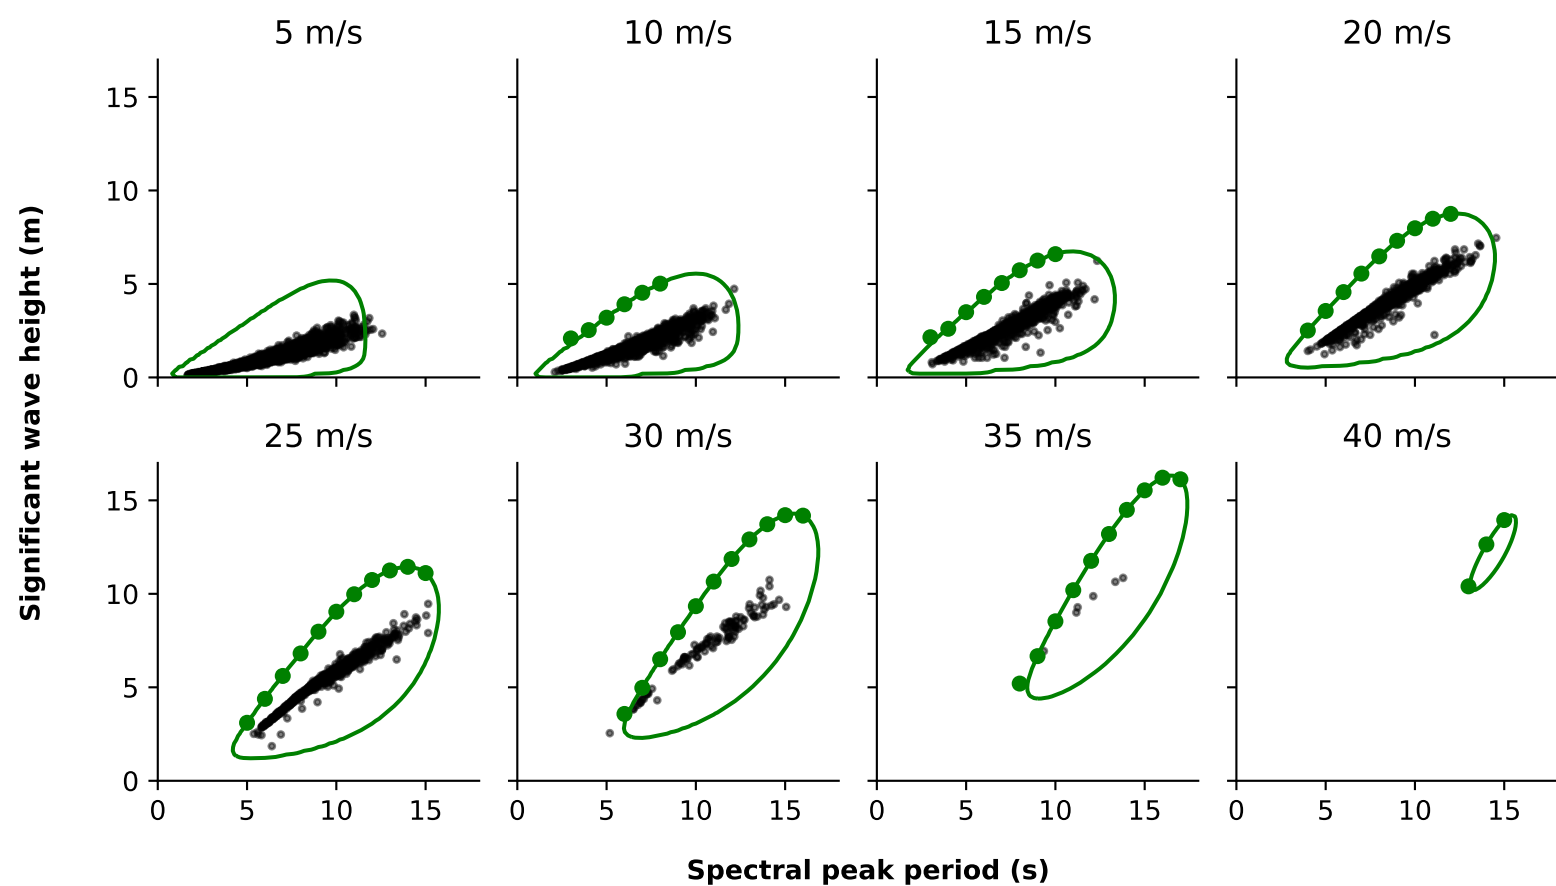 5 m/s
10 m/s
15 m/s
20 m/s
15
10
5
0
25 m/s
30 m/s
35 m/s
40 m/s
15
10
5
0
0 5 10 15
0 5 10 15
0 5 10 15
0 5 10 15
Significant wave height (m)
Spectral peak period (s)